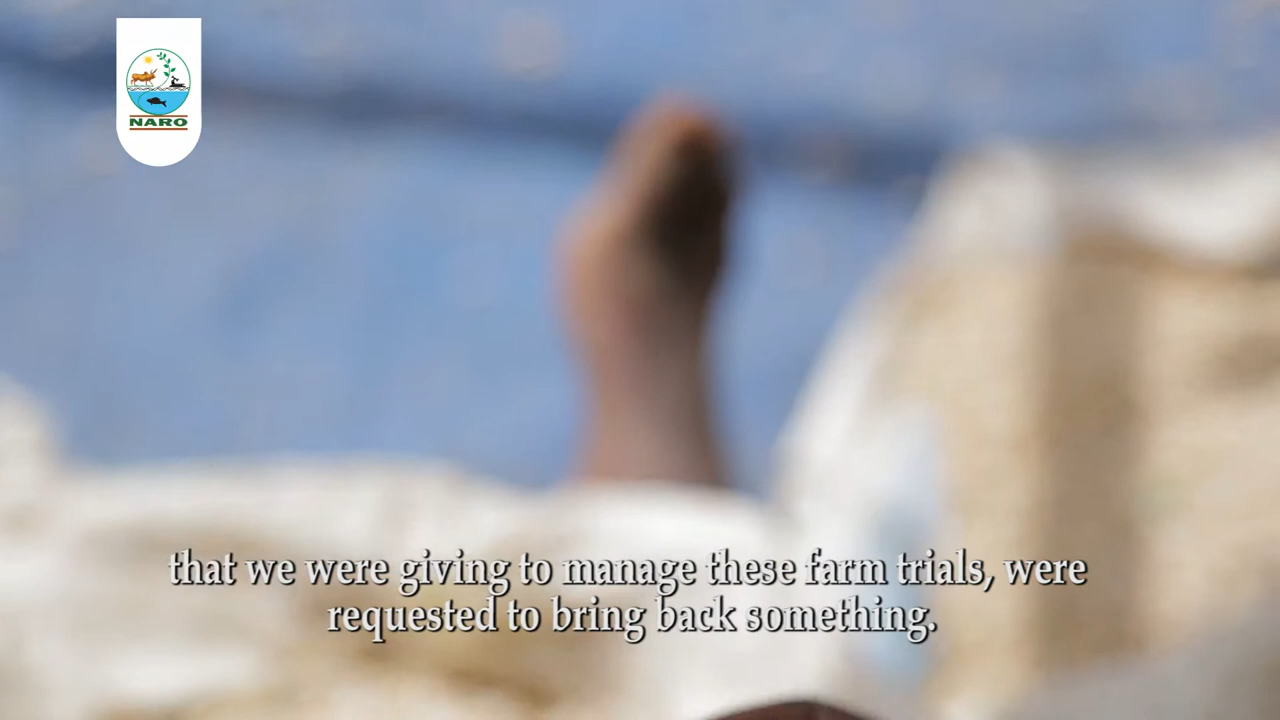 NARO
that we were giving to manage these farm trials, were
requested to bring back something.